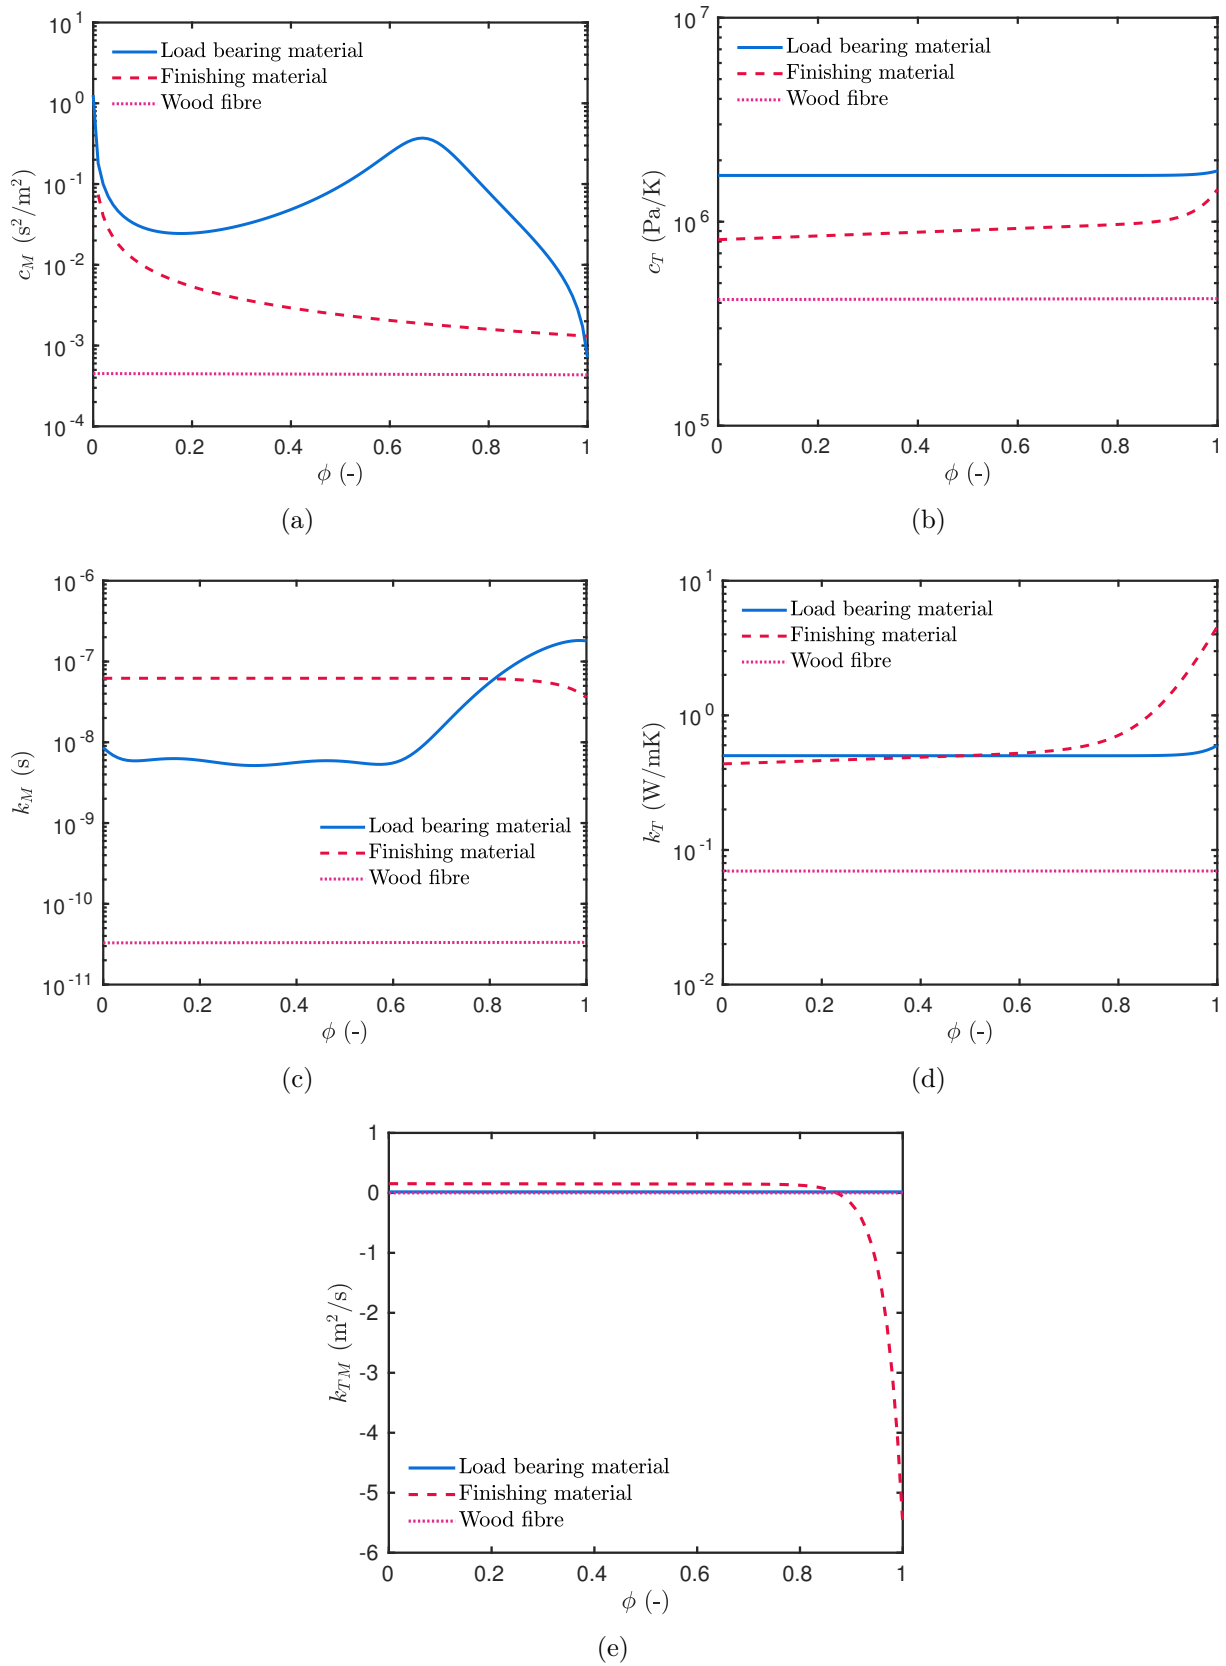 10^1
10^0
10^-1
10^-2
10^-3
10^-4
c_M (s^2/m^2)
Load bearing material
Finishing material
Wood fibre
0 0.2 0.4 0.6 0.8 1
ϕ (-)
(a)
10^7
10^6
10^5
c_T (Pa/K)
Load bearing material
Finishing material
Wood fibre
0 0.2 0.4 0.6 0.8 1
ϕ (-)
(b)
10^-6
10^-7
10^-8
10^-9
10^-10
10^-11
k_M (s)
Load bearing material
Finishing material
Wood fibre
0 0.2 0.4 0.6 0.8 1
ϕ (-)
(c)
10^1
10^0
10^-1
10^-2
k_T (W/mK)
Load bearing material
Finishing material
Wood fibre
0 0.2 0.4 0.6 0.8 1
ϕ (-)
(d)
1
0
-1
-2
-3
-4
-5
-6
k_TM (m^2/s)
Load bearing material
Finishing material
Wood fibre
0 0.2 0.4 0.6 0.8 1
ϕ (-)
(e)